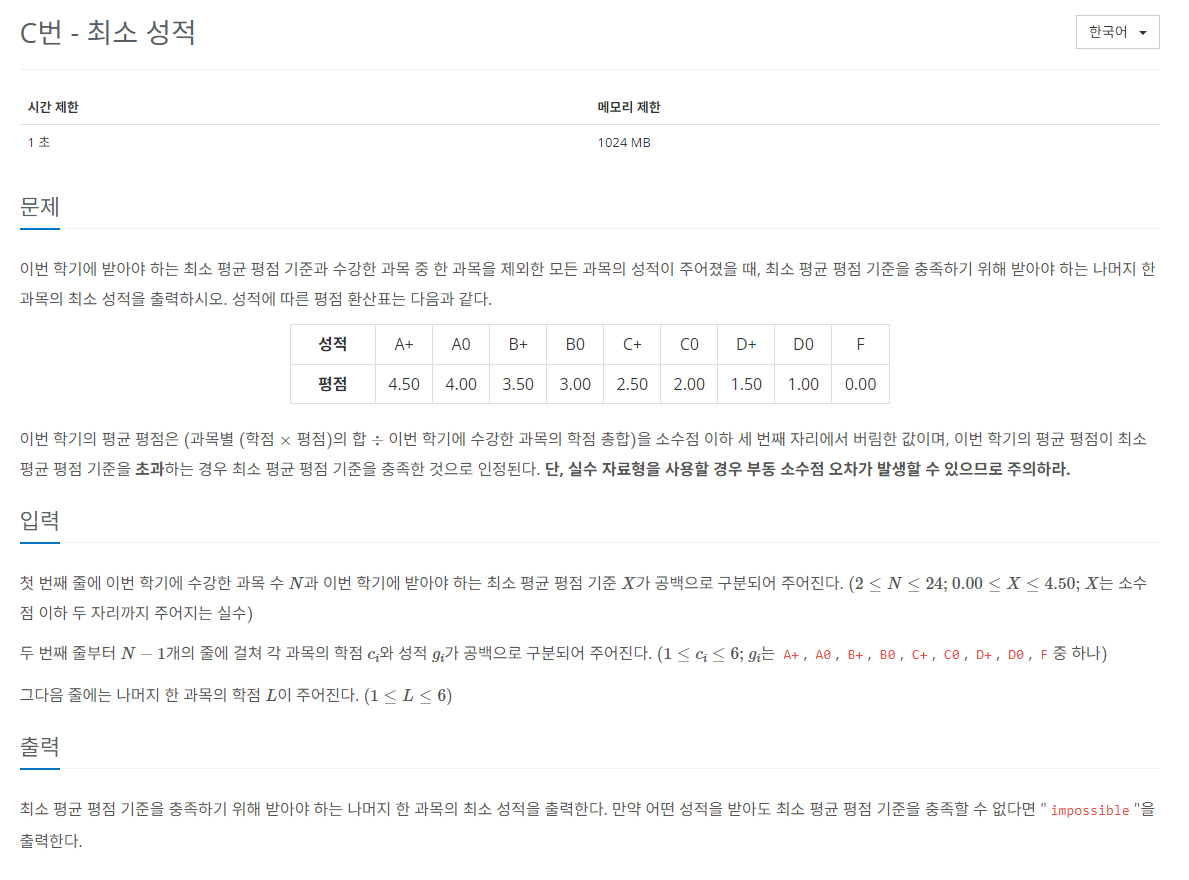 C번 - 최소 성적
한국어
시간 제한 메모리 제한
1 초 1024 MB
문제
이번 학기에 받아야 하는 최소 평균 평점 기준과 수강한 과목 중 한 과목을 제외한 모든 과목의 성적이 주어졌을 때, 최소 평균 평점 기준을 충족하기 위해 받아야 하는 나머지 한
과목의 최소 성적을 출력하시오. 성적에 따른 평점 환산표는 다음과 같다.
성적 A+ A0 B+ B0 C+ C0 D+ D0 F
평점 4.50 4.00 3.50 3.00 2.50 2.00 1.50 1.00 0.00
이번 학기의 평균 평점은 (과목별 (학점 × 평점)의 합 ÷ 이번 학기에 수강한 과목의 학점 총합)을 소수점 이하 세 번째 자리에서 버림한 값이며, 이번 학기의 평균 평점이 최소
평균 평점 기준을 초과하는 경우 최소 평균 평점 기준을 충족한 것으로 인정된다. 단, 실수 자료형을 사용할 경우 부동 소수점 오차가 발생할 수 있으므로 주의하라.
입력
첫 번째 줄에 이번 학기에 수강한 과목 수 N과 이번 학기에 받아야 하는 최소 평균 평점 기준 X가 공백으로 구분되어 주어진다. (2 ≤ N ≤ 24; 0.00 ≤ X ≤ 4.50; X는 소수
점 이하 두 자리까지 주어지는 실수)
두 번째 줄부터 N − 1개의 줄에 걸쳐 각 과목의 학점 cᵢ와 성적 gᵢ가 공백으로 구분되어 주어진다. (1 ≤ cᵢ ≤ 6; gᵢ는 A+, A0, B+, B0, C+, C0, D+, D0, F 중 하나)
그다음 줄에는 나머지 한 과목의 학점 L이 주어진다. (1 ≤ L ≤ 6)
출력
최소 평균 평점 기준을 충족하기 위해 받아야 하는 나머지 한 과목의 최소 성적을 출력한다. 만약 어떤 성적을 받아도 최소 평균 평점 기준을 충족할 수 없다면 "impossible"을
출력한다.